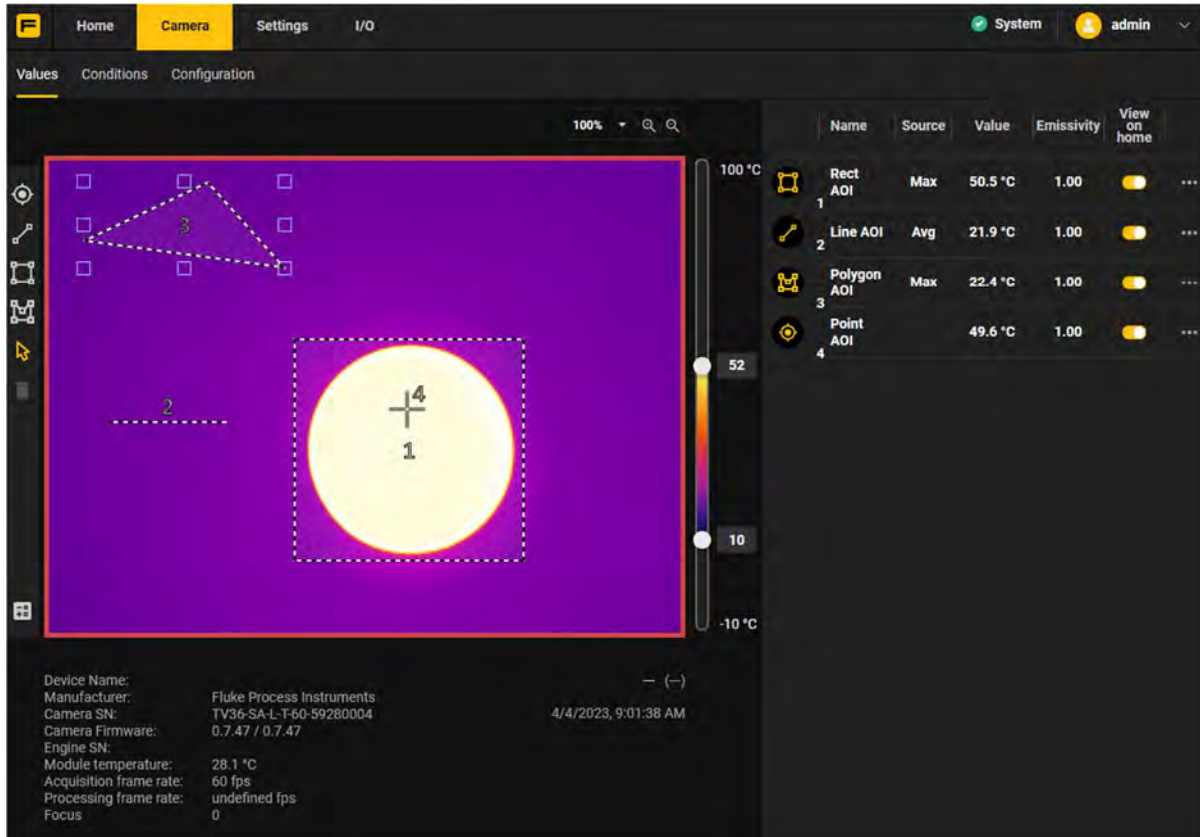 F Home Camera Settings I/O System admin
Values Conditions Configuration
100%
Name Source Value Emissivity View on home
100 °C
1 Rect AOI Max 50.5 °C 1.00
2 Line AOI Avg 21.9 °C 1.00
3 Polygon AOI Max 22.4 °C 1.00
4 Point AOI 49.6 °C 1.00
3
52
4
2
1
10
-10 °C
Device Name: — (—)
Manufacturer: Fluke Process Instruments
Camera SN: TV36-SA-L-T-60-59280004 4/4/2023, 9:01:38 AM
Camera Firmware: 0.7.47 / 0.7.47
Engine SN:
Module temperature: 28.1 °C
Acquisition frame rate: 60 fps
Processing frame rate: undefined fps
Focus 0